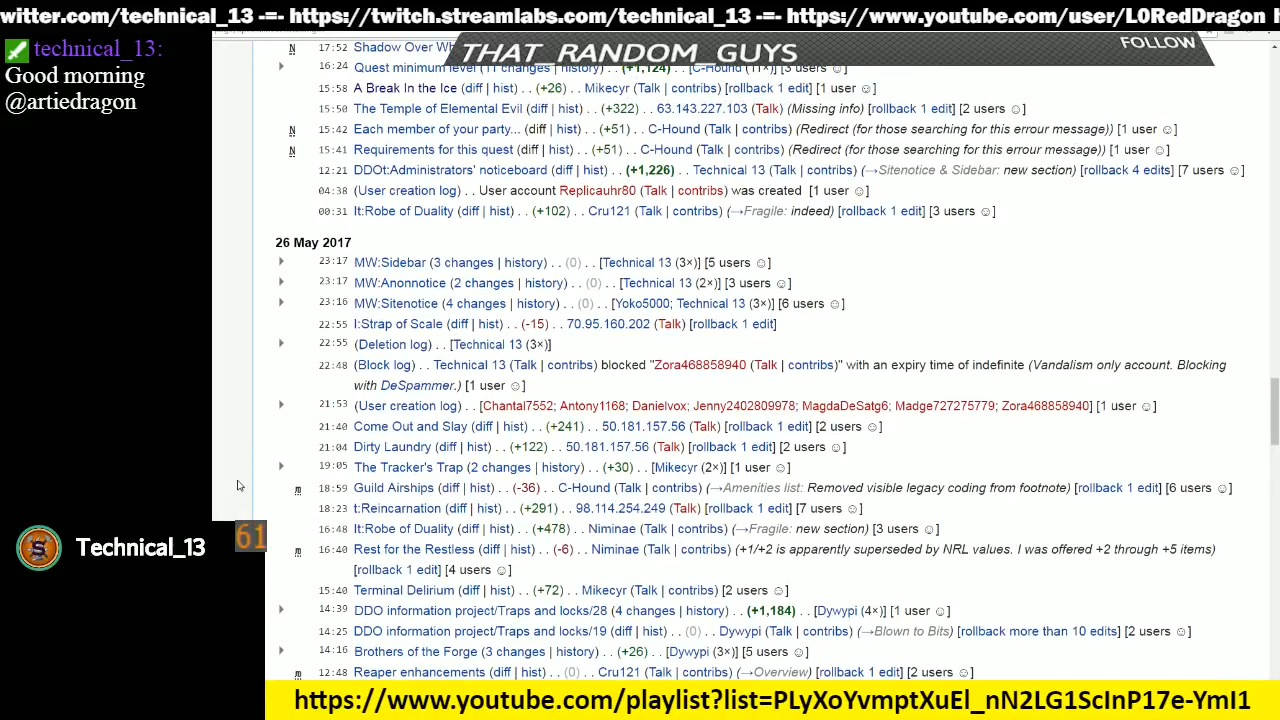 witter.com/technical_13 -=- https://twitch.streamlabs.com/technical_13 -=- https://www.youtube.com/user/L0RedDragon H
technical_13:
Good morning
@artiedragon
THAT_RANDOM_GUYS
FOLLOW
N 17:52 Shadow Over Wh
16:24 Quest minimum level (11 changes | history) . . (+1,124) . . [C-Hound (11×)] [3 users ☺]
15:58 A Break In the Ice (diff | hist) . . (+26) . . Mikecyr (Talk | contribs) [rollback 1 edit] [1 user ☺]
15:50 The Temple of Elemental Evil (diff | hist) . . (+322) . . 63.143.227.103 (Talk) (Missing info) [rollback 1 edit] [2 users ☺]
N 15:42 Each member of your party... (diff | hist) . . (+51) . . C-Hound (Talk | contribs) (Redirect (for those searching for this errour message)) [1 user ☺]
N 15:41 Requirements for this quest (diff | hist) . . (+51) . . C-Hound (Talk | contribs) (Redirect (for those searching for this errour message)) [1 user ☺]
12:21 DDOt:Administrators' noticeboard (diff | hist) . . (+1,226) . . Technical 13 (Talk | contribs) (→Sitenotice & Sidebar: new section) [rollback 4 edits] [7 users ☺]
04:38 (User creation log) . . User account Replicauhr80 (Talk | contribs) was created [1 user ☺]
00:31 It:Robe of Duality (diff | hist) . . (+102) . . Cru121 (Talk | contribs) (→Fragile: indeed) [rollback 1 edit] [3 users ☺]
26 May 2017
23:17 MW:Sidebar (3 changes | history) . . (0) . . [Technical 13 (3×)] [5 users ☺]
23:17 MW:Anonnotice (2 changes | history) . . (0) . . [Technical 13 (2×)] [3 users ☺]
23:16 MW:Sitenotice (4 changes | history) . . (0) . . [Yoko5000; Technical 13 (3×)] [6 users ☺]
22:55 I:Strap of Scale (diff | hist) . . (-15) . . 70.95.160.202 (Talk) [rollback 1 edit]
22:55 (Deletion log) . . [Technical 13 (3×)]
22:48 (Block log) . . Technical 13 (Talk | contribs) blocked "Zora468858940 (Talk | contribs)" with an expiry time of indefinite (Vandalism only account. Blocking
with DeSpammer.) [1 user ☺]
21:53 (User creation log) . . [Chantal7552; Antony1168; Danielvox; Jenny2402809978; MagdaDeSatg6; Madge727275779; Zora468858940] [1 user ☺]
21:40 Come Out and Slay (diff | hist) . . (+241) . . 50.181.157.56 (Talk) [rollback 1 edit] [2 users ☺]
21:04 Dirty Laundry (diff | hist) . . (+122) . . 50.181.157.56 (Talk) [rollback 1 edit] [2 users ☺]
19:05 The Tracker's Trap (2 changes | history) . . (+30) . . [Mikecyr (2×)] [1 user ☺]
m 18:59 Guild Airships (diff | hist) . . (-36) . . C-Hound (Talk | contribs) (→Amenities list: Removed visible legacy coding from footnote) [rollback 1 edit] [6 users ☺]
18:23 t:Reincarnation (diff | hist) . . (+291) . . 98.114.254.249 (Talk) [rollback 1 edit] [7 users ☺]
16:48 It:Robe of Duality (diff | hist) . . (+478) . . Niminae (Talk | contribs) (→Fragile: new section) [3 users ☺]
m 16:40 Rest for the Restless (diff | hist) . . (-6) . . Niminae (Talk | contribs) (+1/+2 is apparently superseded by NRL values. I was offered +2 through +5 items)
[rollback 1 edit] [4 users ☺]
15:40 Terminal Delirium (diff | hist) . . (+72) . . Mikecyr (Talk | contribs) [2 users ☺]
14:39 DDO information project/Traps and locks/28 (4 changes | history) . . (+1,184) . . [Dywypi (4×)] [1 user ☺]
14:25 DDO information project/Traps and locks/19 (diff | hist) . . (0) . . Dywypi (Talk | contribs) (→Blown to Bits) [rollback more than 10 edits] [2 users ☺]
14:16 Brothers of the Forge (3 changes | history) . . (+26) . . [Dywypi (3×)] [5 users ☺]
m 12:48 Reaper enhancements (diff | hist) . . (0) . . Cru121 (Talk | contribs) (→Overview) [rollback 1 edit] [2 users ☺]
Technical_13
61
https://www.youtube.com/playlist?list=PLyXoYvmptXuEl_nN2LG1ScInP17e-YmI1